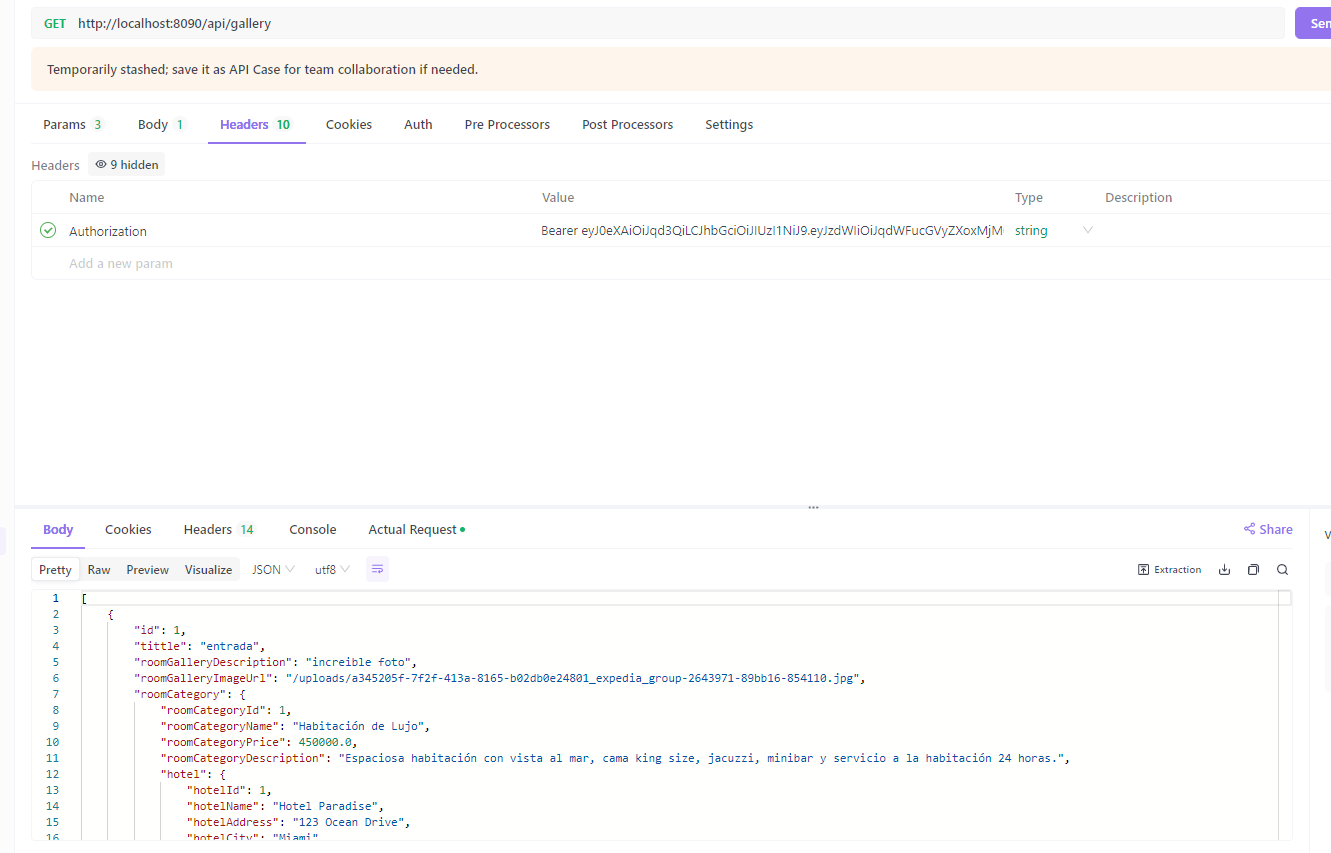 GET http://localhost:8090/api/gallery Sen
Temporarily stashed; save it as API Case for team collaboration if needed.
Params 3 Body 1 Headers 10 Cookies Auth Pre Processors Post Processors Settings
Headers 9 hidden
Name Value Type Description
Authorization Bearer eyJ0eXAiOiJqd3QiLCJhbGciOiJIUzI1NiJ9.eyJzdWIiOiJqdWFucGVyZXoxMjM string
Add a new param
Body Cookies Headers 14 Console Actual Request Share V
Pretty Raw Preview Visualize JSON utf8 Extraction
1 [
2 {
3 "id": 1,
4 "tittle": "entrada",
5 "roomGalleryDescription": "increible foto",
6 "roomGalleryImageUrl": "/uploads/a345205f-7f2f-413a-8165-b02db0e24801_expedia_group-2643971-89bb16-854110.jpg",
7 "roomCategory": {
8 "roomCategoryId": 1,
9 "roomCategoryName": "Habitación de Lujo",
10 "roomCategoryPrice": 450000.0,
11 "roomCategoryDescription": "Espaciosa habitación con vista al mar, cama king size, jacuzzi, minibar y servicio a la habitación 24 horas.",
12 "hotel": {
13 "hotelId": 1,
14 "hotelName": "Hotel Paradise",
15 "hotelAddress": "123 Ocean Drive",
16 "hotelCity": "Miami"